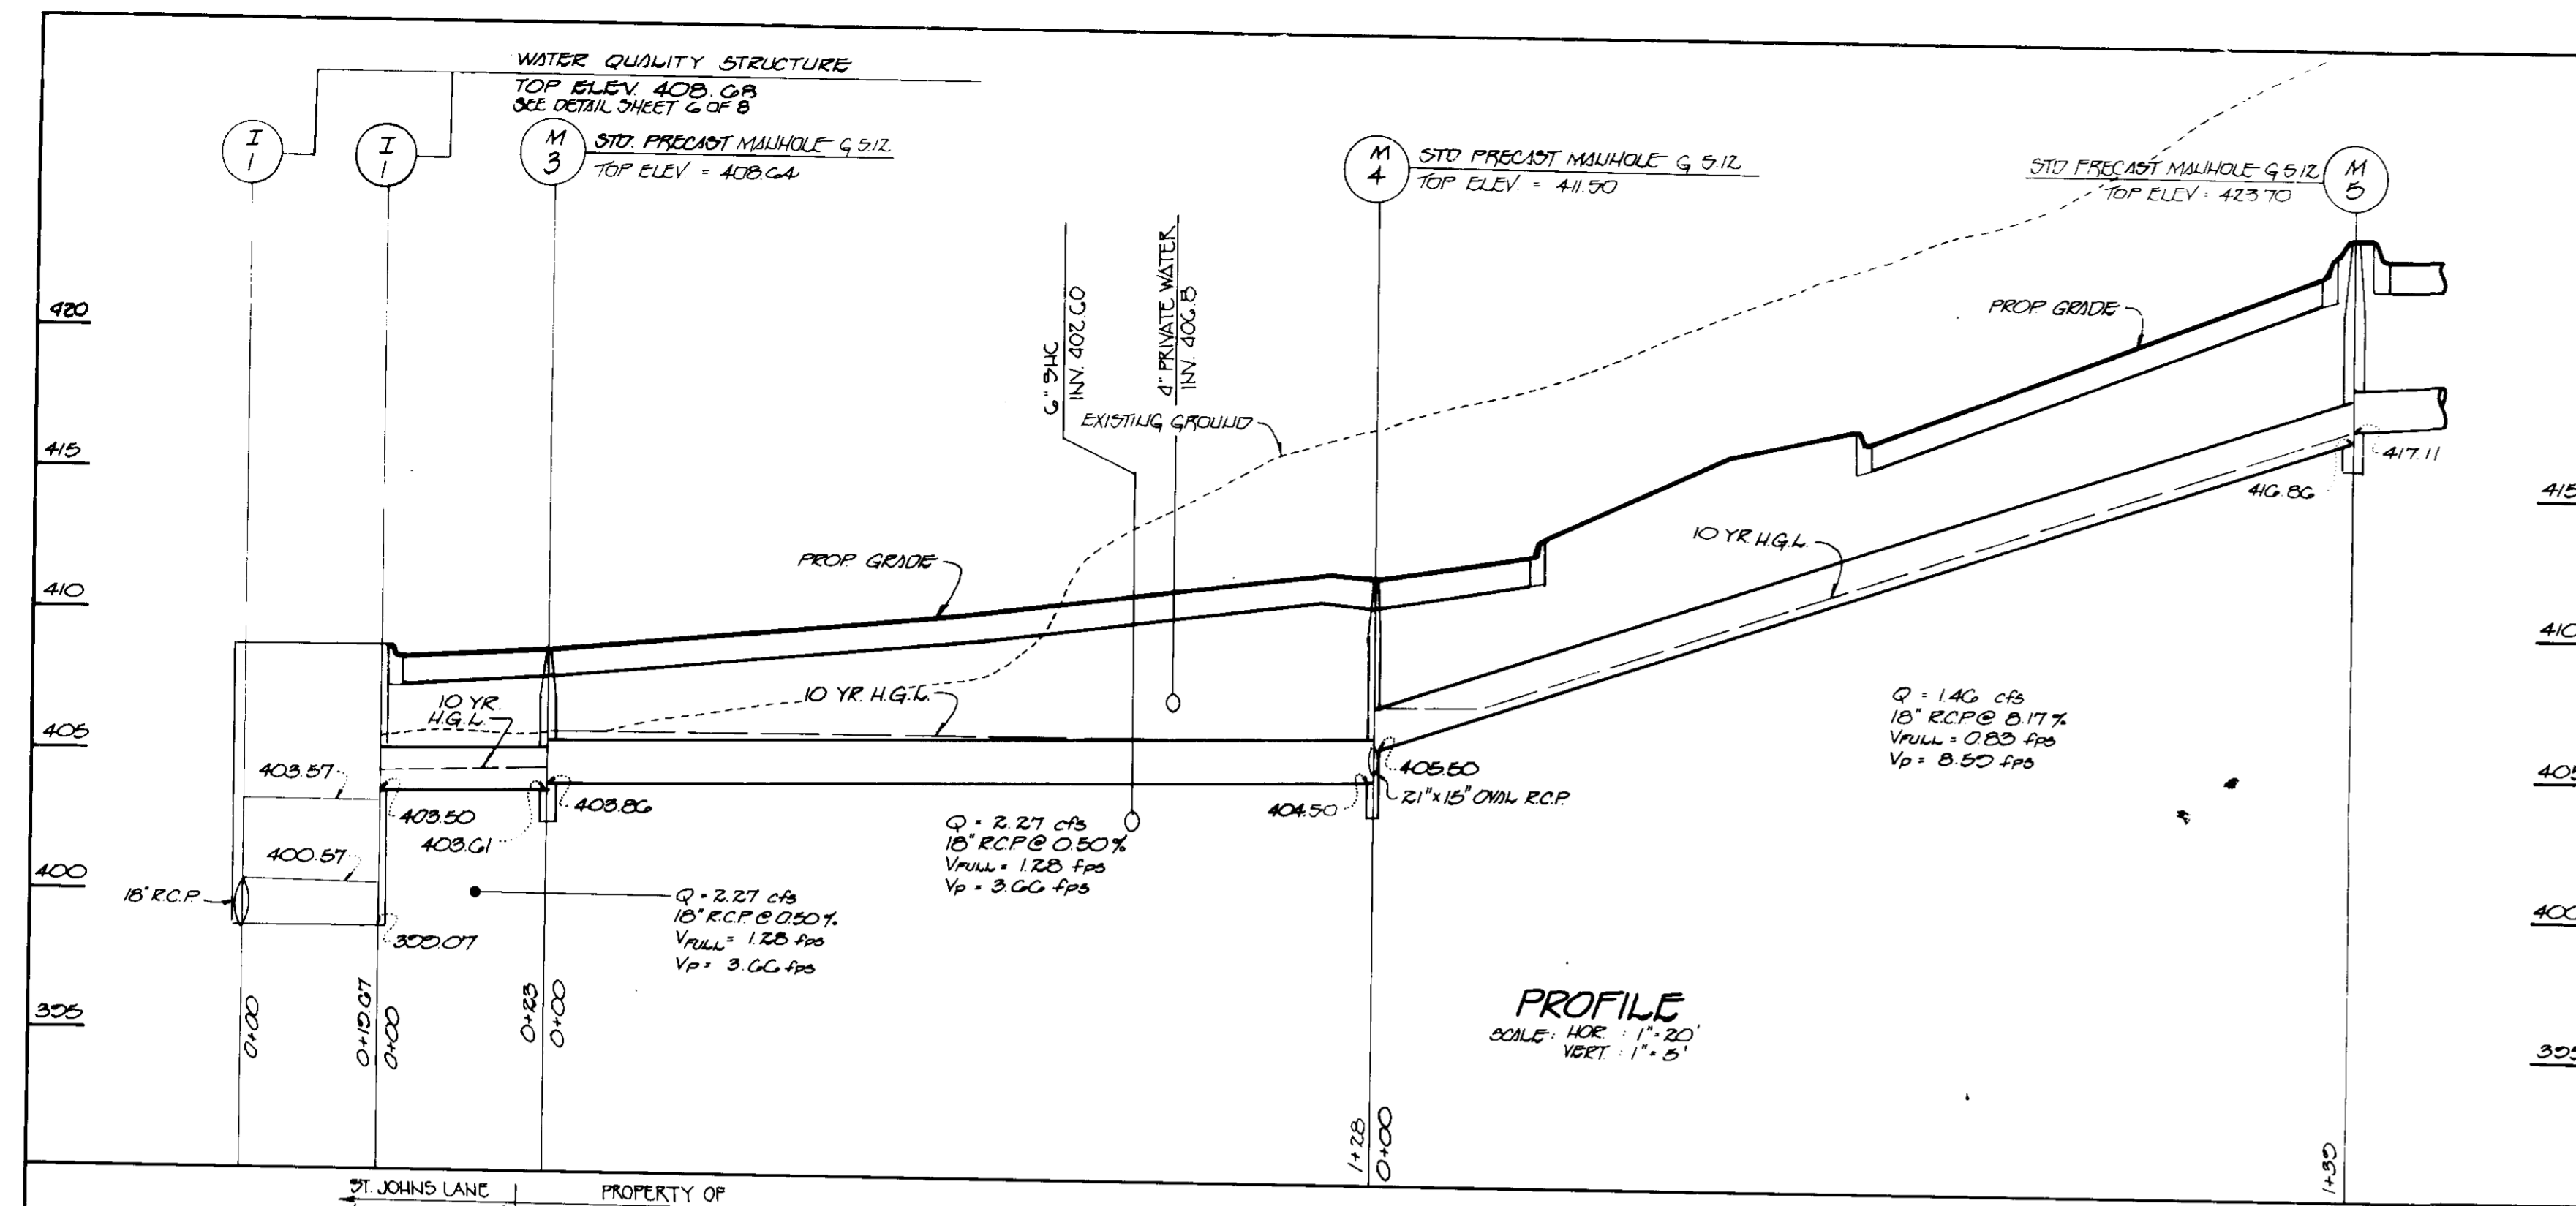 WATER QUALITY STRUCTURE
TOP ELEV. 408.68
SEE DETAIL SHEET 6 OF 8
I
1
I
1
M
3
STD. PRECAST MANHOLE G 5.12
TOP ELEV. = 408.64
M
4
STD PRECAST MANHOLE G 5.12
TOP ELEV. = 411.50
STD PRECAST MANHOLE G 5.12
TOP ELEV = 423.70
M
5
6" SHC
INV. 402.60
4" PRIVATE WATER
INV. 406.8
EXISTING GROUND
PROP. GRADE
PROP. GRADE
420
415
410
405
400
395
10 YR.
H.G.L.
10 YR. H.G.L.
10 YR. H.G.L.
403.57
400.57
18" R.C.P.
403.50
403.61
403.86
399.07
404.50
405.50
21"x15" OVAL R.C.P.
416.86
417.11
Q = 2.27 cfs
18" R.C.P. @ 0.50%
VFULL = 1.28 fps
Vp = 3.66 fps
Q = 2.27 cfs
18" R.C.P. @ 0.50%
VFULL = 1.28 fps
Vp = 3.66 fps
Q = 1.46 cfs
18" R.C.P. @ 8.17%
VFULL = 0.83 fps
Vp = 8.59 fps
415
410
405
400
395
0+00
0+19.67
0+00
0+23
0+00
1+28
0+00
1+39
PROFILE
SCALE: HOR. : 1"=20'
VERT. : 1"=5'
ST. JOHNS LANE
PROPERTY OF